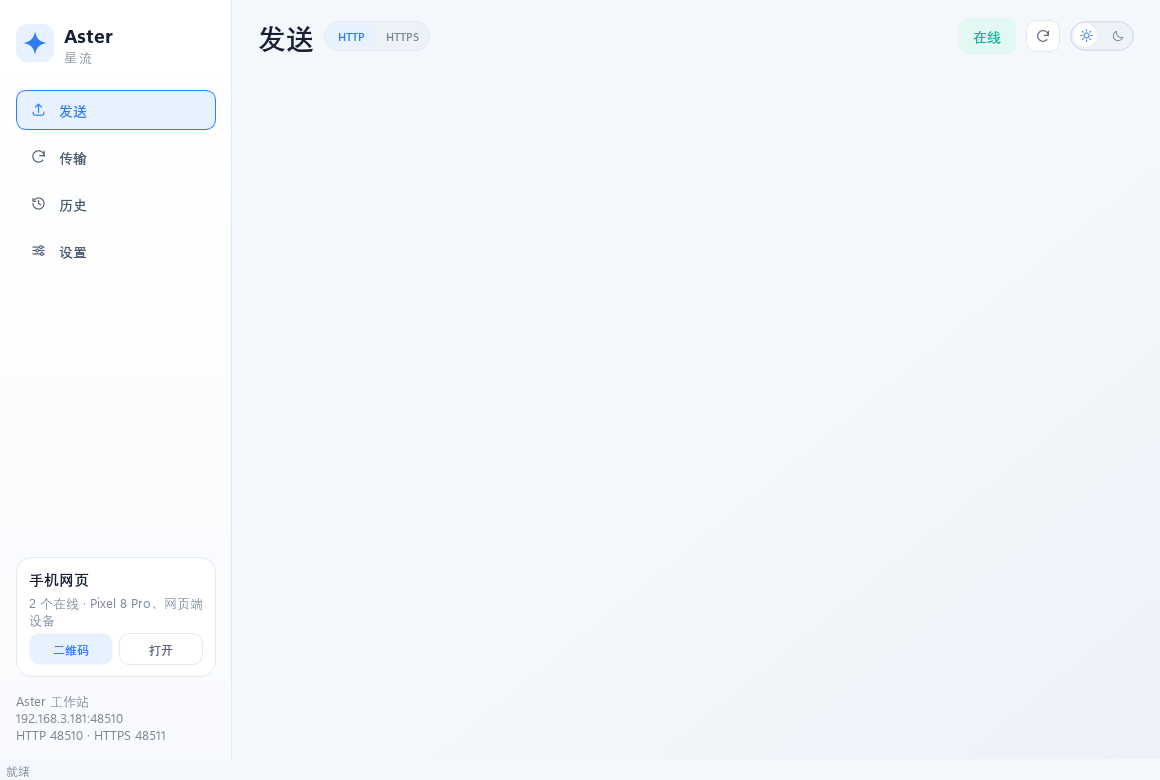 Aster
星流
发送
传输
历史
设置
手机网页
2 个在线 · Pixel 8 Pro、网页端
设备
二维码 打开
Aster 工作站
192.168.3.181:48510
HTTP 48510 · HTTPS 48511
就绪
发送 HTTP HTTPS 在线